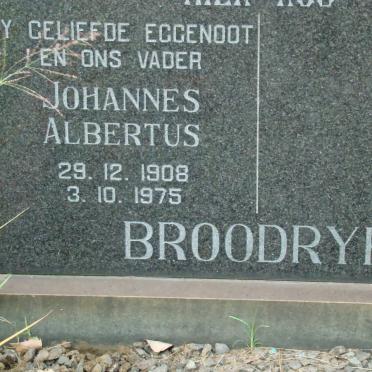 GELIEFDE EGGENOOT
EN ONS VADER
JOHANNES
ALBERTUS
29. 12. 1908
3. 10. 1975
BROODRY